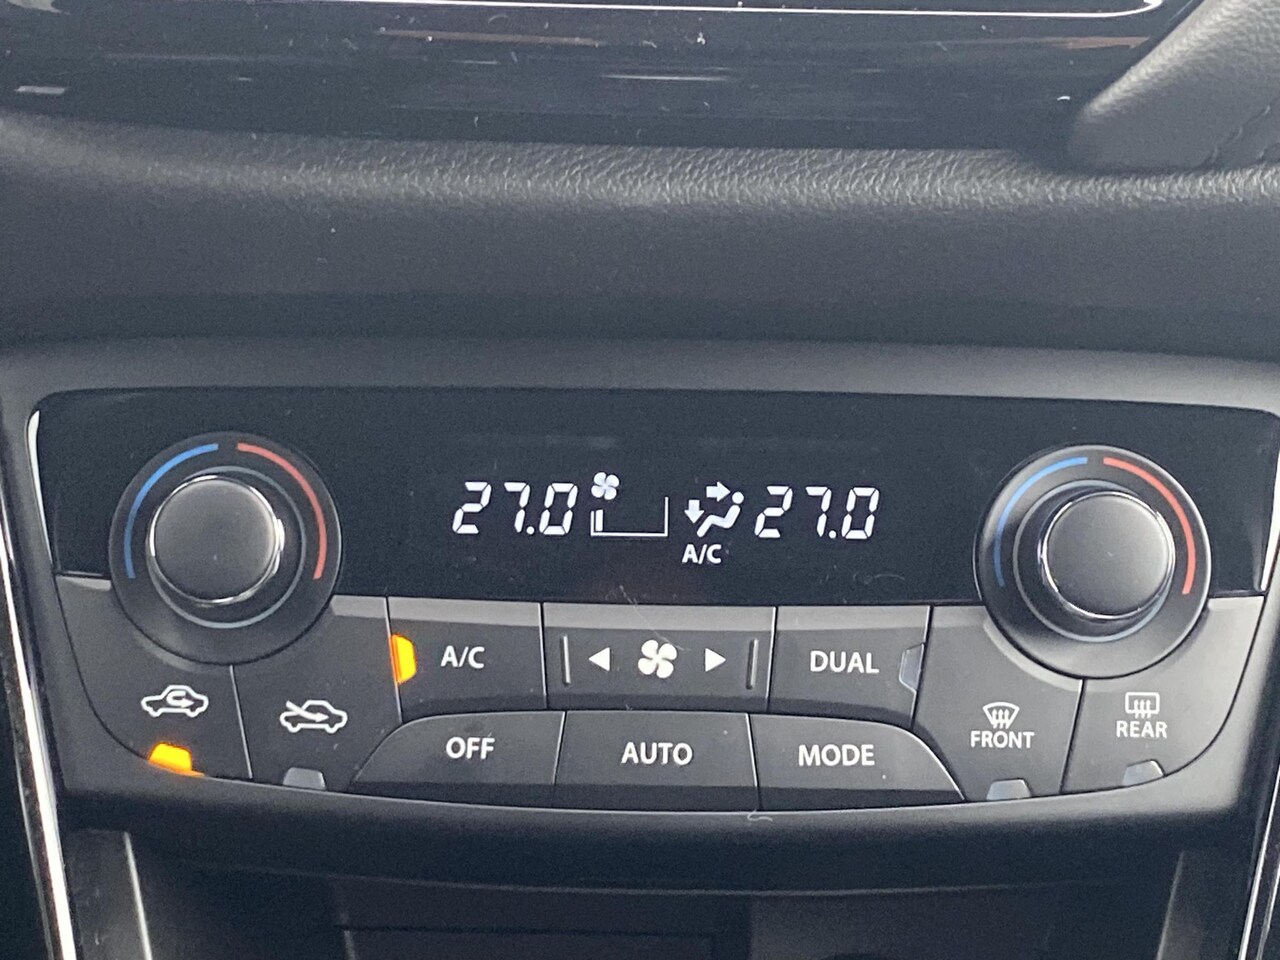 27.0 27.0
A/C
A/C DUAL
OFF AUTO MODE FRONT REAR